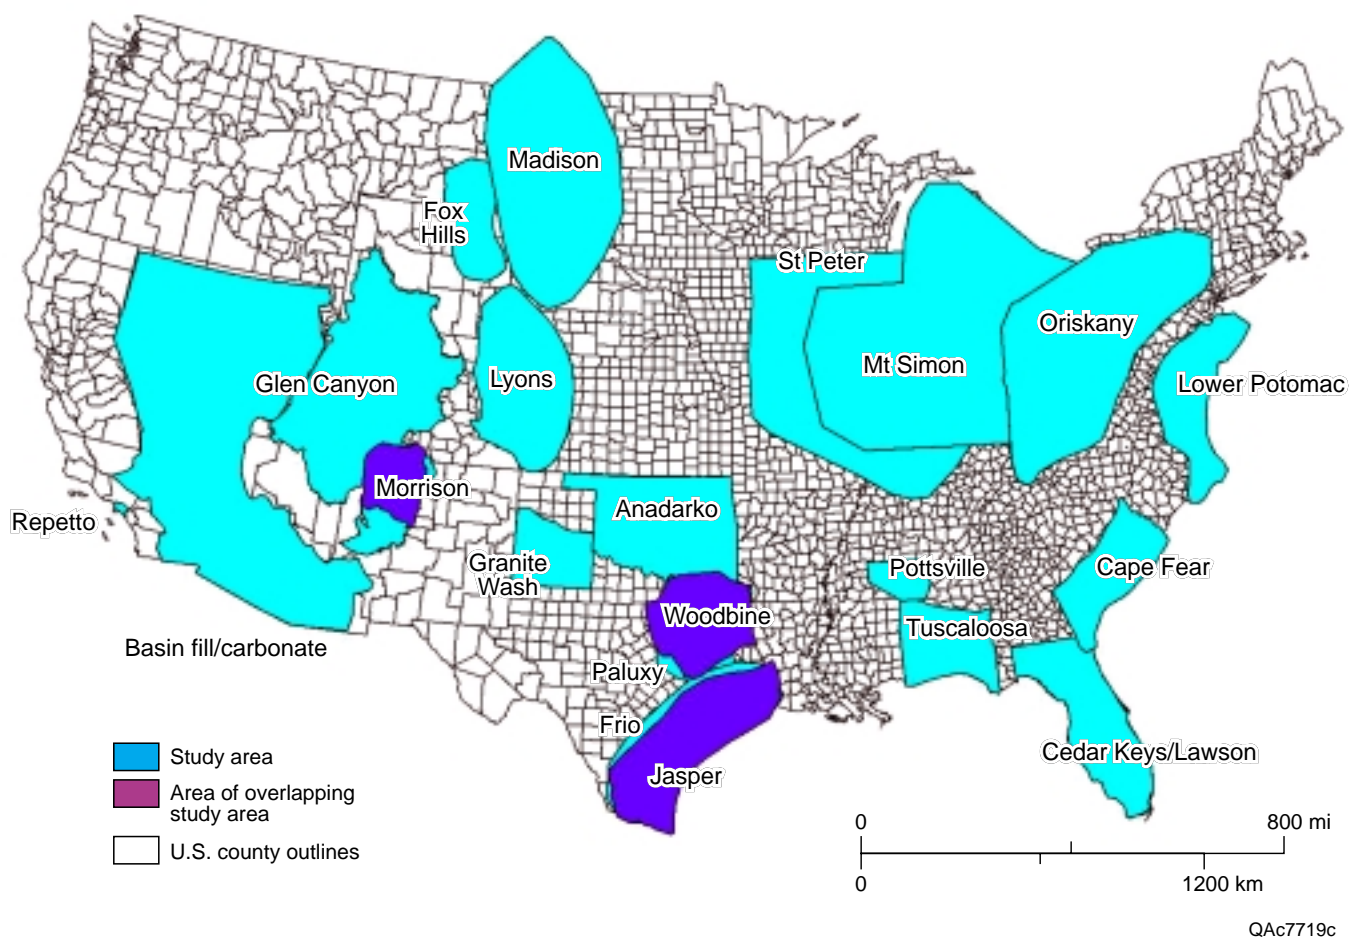 Madison
Fox
Hills
St Peter
Oriskany
Mt Simon
Glen Canyon
Lyons
Lower Potomac
Morrison
Anadarko
Repetto
Granite
Wash
Pottsville
Cape Fear
Woodbine
Tuscaloosa
Basin fill/carbonate
Paluxy
Frio
Cedar Keys/Lawson
Jasper
Study area
Area of overlapping
study area
U.S. county outlines
0
800 mi
0
1200 km
QAc7719c